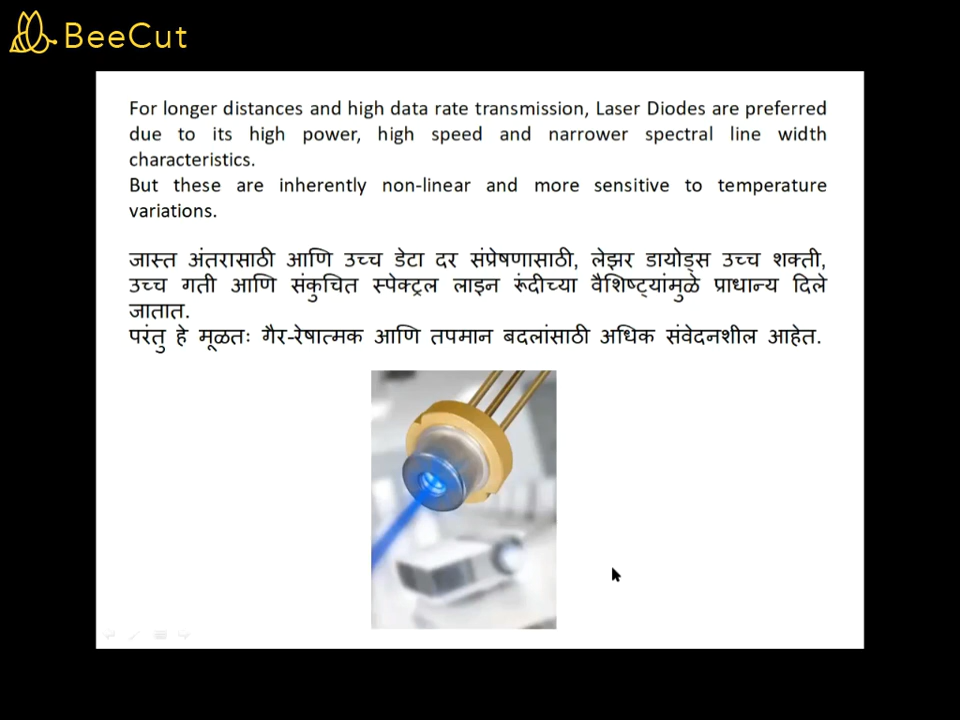 BeeCut
For longer distances and high data rate transmission, Laser Diodes are preferred
due to its high power, high speed and narrower spectral line width
characteristics.
But these are inherently non-linear and more sensitive to temperature
variations.
जास्त अंतरासाठी आणि उच्च डेटा दर संप्रेषणासाठी, लेझर डायोड्स उच्च शक्ती,
उच्च गती आणि संकुचित स्पेक्ट्रल लाइन रूंदीच्या वैशिष्ट्यांमुळे प्राधान्य दिले
जातात.
परंतु हे मूळतः गैर-रेषात्मक आणि तपमान बदलांसाठी अधिक संवेदनशील आहेत.